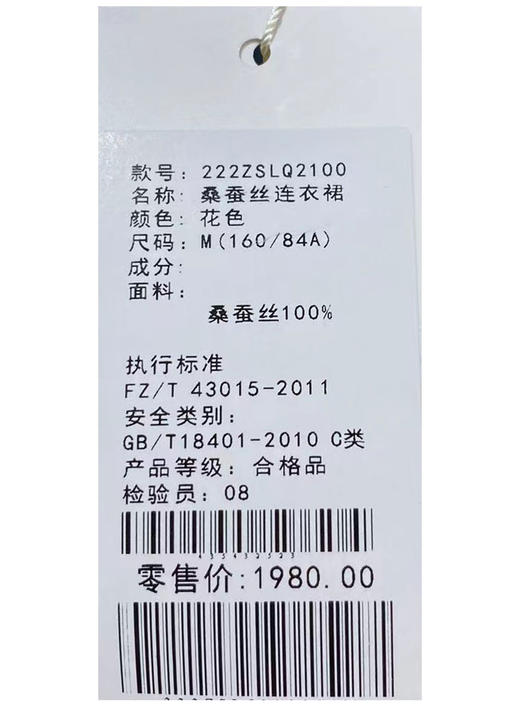 款号: 222ZSLQ2100
名称: 桑蚕丝连衣裙
颜色: 花色
尺码: M(160/84A)
成分:
面料:
桑蚕丝100%
执行标准
FZ/T 43015-2011
安全类别:
GB/T18401-2010 C类
产品等级: 合格品
检验员: 08
零售价:1980.00